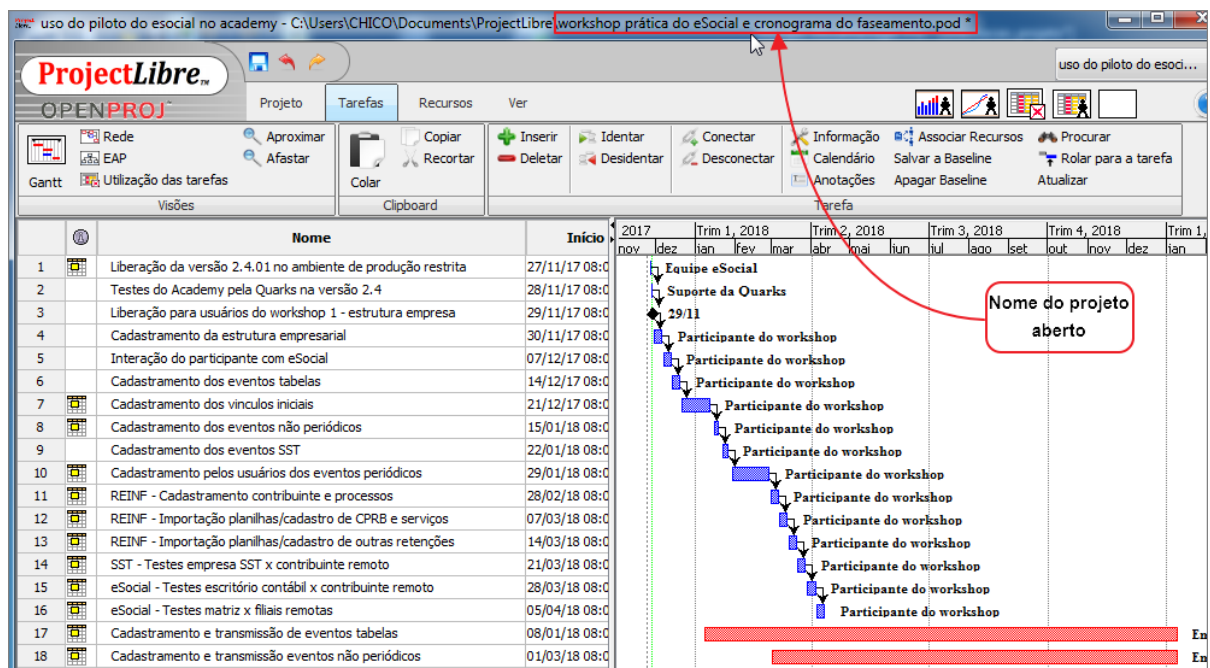 uso do piloto do esocial no academy - C:\Users\CHICO\Documents\ProjectLibre\workshop prática do eSocial e cronograma do faseamento.pod *
ProjectLibre™
OPENPROJ
uso do piloto do esoci...
Projeto Tarefas Recursos Ver
Rede Aproximar Copiar Inserir Identar Conectar Informação Associar Recursos Procurar
EAP Afastar Recortar Deletar Desidentar Desconectar Calendário Salvar a Baseline Rolar para a tarefa
Gantt Utilização das tarefas Colar Anotações Apagar Baseline Atualizar
Visões Clipboard Tarefa
Nome Início
2017 Trim 1, 2018 Trim 2, 2018 Trim 3, 2018 Trim 4, 2018 Trim 1,
nov dez jan fev mar abr mai jun jul ago set out nov dez jan
1 Liberação da versão 2.4.01 no ambiente de produção restrita 27/11/17 08:0 Equipe eSocial
2 Testes do Academy pela Quarks na versão 2.4 28/11/17 08:0 Suporte da Quarks
3 Liberação para usuários do workshop 1 - estrutura empresa 29/11/17 08:0 29/11
4 Cadastramento da estrutura empresarial 30/11/17 08:0 Participante do workshop
5 Interação do participante com eSocial 07/12/17 08:0 Participante do workshop
6 Cadastramento dos eventos tabelas 14/12/17 08:0 Participante do workshop
7 Cadastramento dos vinculos iniciais 21/12/17 08:0 Participante do workshop
8 Cadastramento dos eventos não periódicos 15/01/18 08:0 Participante do workshop
9 Cadastramento dos eventos SST 22/01/18 08:0 Participante do workshop
10 Cadastramento pelos usuários dos eventos periódicos 29/01/18 08:0 Participante do workshop
11 REINF - Cadastramento contribuinte e processos 28/02/18 08:0 Participante do workshop
12 REINF - Importação planilhas/cadastro de CPRB e serviços 07/03/18 08:0 Participante do workshop
13 REINF - Importação planilhas/cadastro de outras retenções 14/03/18 08:0 Participante do workshop
14 SST - Testes empresa SST x contribuinte remoto 21/03/18 08:0 Participante do workshop
15 eSocial - Testes escritório contábil x contribuinte remoto 28/03/18 08:0 Participante do workshop
16 eSocial - Testes matriz x filiais remotas 05/04/18 08:0 Participante do workshop
17 Cadastramento e transmissão de eventos tabelas 08/01/18 08:0 En
18 Cadastramento e transmissão eventos não periódicos 01/03/18 08:0 En
Nome do projeto
aberto